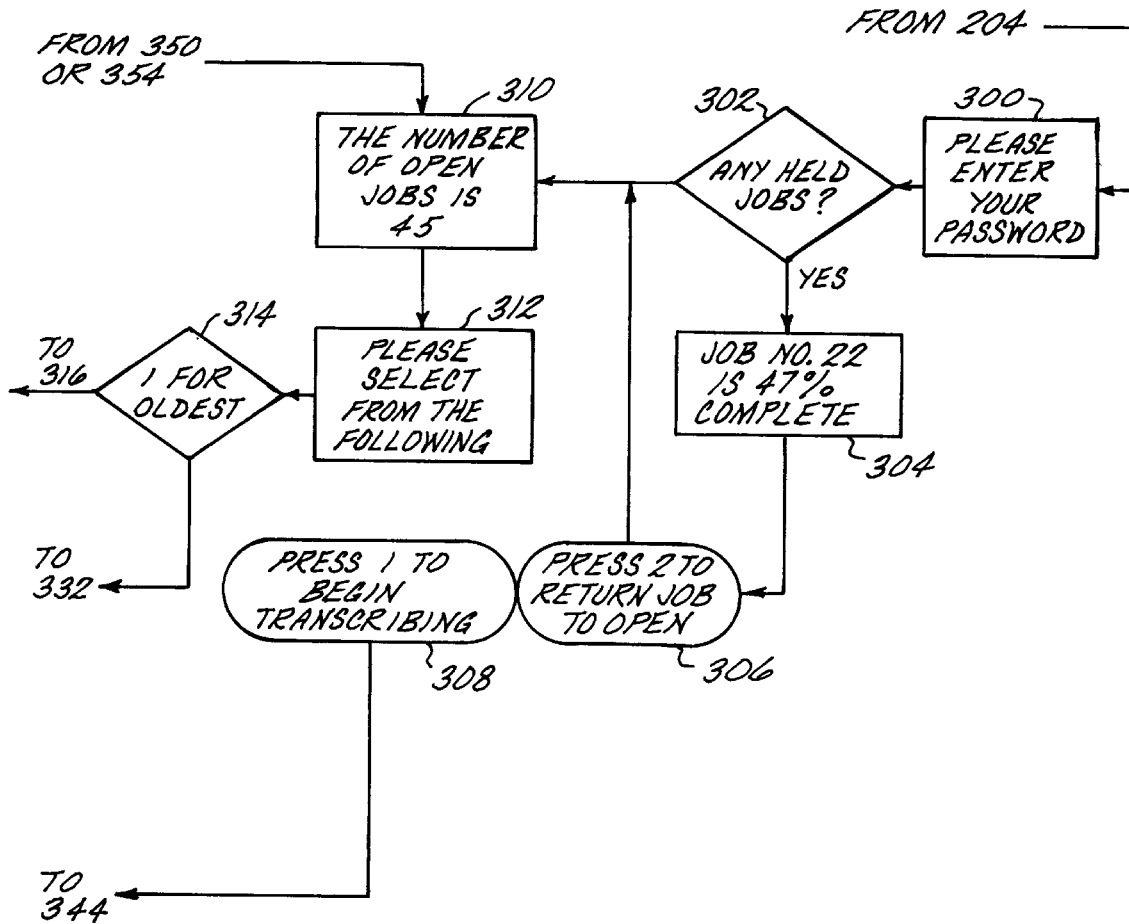 FROM 204
FROM 350
OR 354
310
THE NUMBER
OF OPEN
JOBS IS
45
302
ANY HELD
JOBS?
300
PLEASE
ENTER
YOUR
PASSWORD
YES
314
1 FOR
OLDEST
TO
316
312
PLEASE
SELECT
FROM THE
FOLLOWING
JOB NO. 22
IS 47%
COMPLETE
304
TO
332
PRESS 1 TO
BEGIN
TRANSCRIBING
308
PRESS 2 TO
RETURN JOB
TO OPEN
306
TO
344